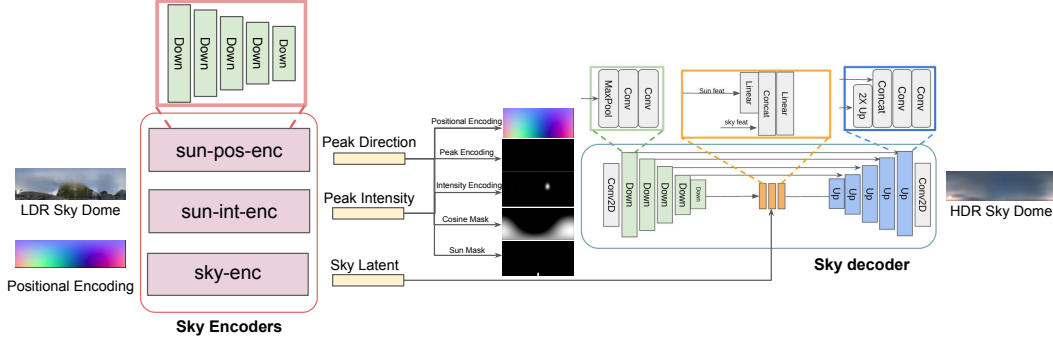 Down
Down
Down
Down
Down
sun-pos-enc
sun-int-enc
sky-enc
Sky Encoders
LDR Sky Dome
Positional Encoding
Peak Direction
Peak Intensity
Sky Latent
Positional Encoding
Peak Encoding
Intensity Encoding
Cosine Mask
Sun Mask
MaxPool
Conv
Conv
Sun feat
sky feat
Linear
Concat
Linear
2X Up
Concat
Conv
Conv
Conv2D
Down
Down
Down
Down
Down
Up
Up
Up
Up
Up
Conv2D
Sky decoder
HDR Sky Dome